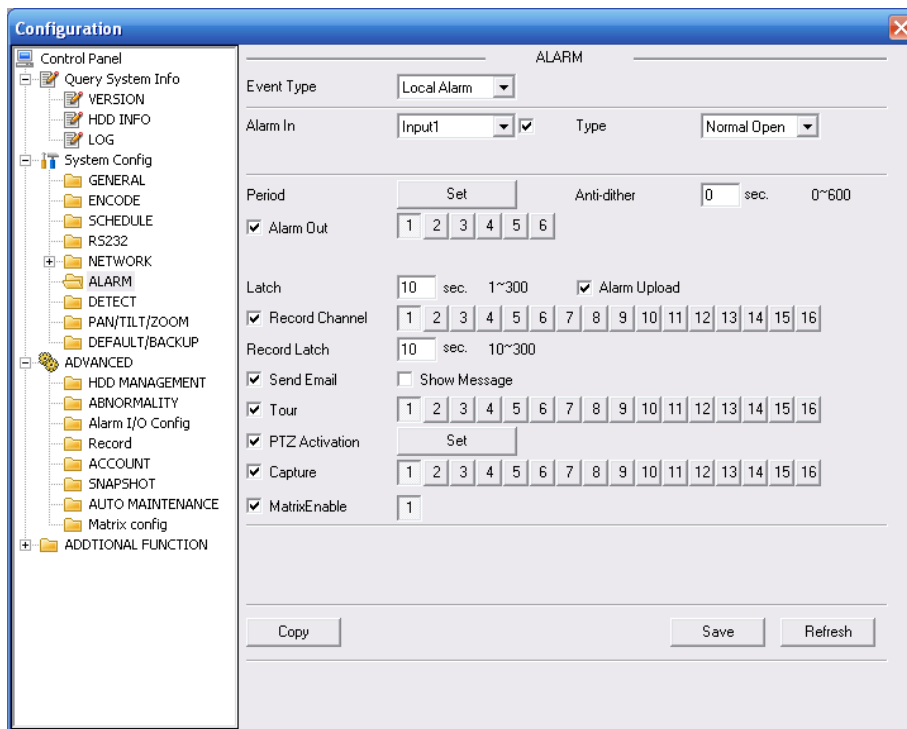 Configuration
Control Panel
Query System Info
VERSION
HDD INFO
LOG
System Config
GENERAL
ENCODE
SCHEDULE
RS232
NETWORK
ALARM
DETECT
PAN/TILT/ZOOM
DEFAULT/BACKUP
ADVANCED
HDD MANAGEMENT
ABNORMALITY
Alarm I/O Config
Record
ACCOUNT
SNAPSHOT
AUTO MAINTENANCE
Matrix config
ADDTIONAL FUNCTION
ALARM
Event Type Local Alarm
Alarm In Input1 Type Normal Open
Period Set Anti-dither 0 sec. 0~600
Alarm Out 1 2 3 4 5 6
Latch 10 sec. 1~300 Alarm Upload
Record Channel 1 2 3 4 5 6 7 8 9 10 11 12 13 14 15 16
Record Latch 10 sec. 10~300
Send Email Show Message
Tour 1 2 3 4 5 6 7 8 9 10 11 12 13 14 15 16
PTZ Activation Set
Capture 1 2 3 4 5 6 7 8 9 10 11 12 13 14 15 16
MatrixEnable 1
Copy Save Refresh